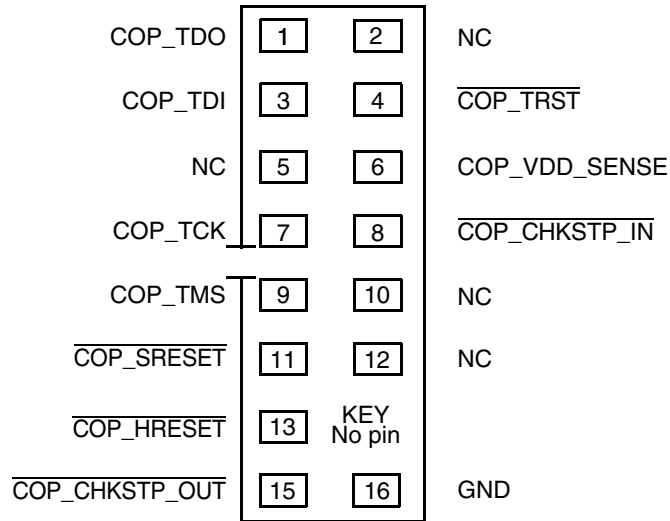 COP_TDO 1 2 NC
COP_TDI 3 4 COP_TRST
NC 5 6 COP_VDD_SENSE
COP_TCK 7 8 COP_CHKSTP_IN
COP_TMS 9 10 NC
COP_SRESET 11 12 NC
COP_HRESET 13 KEY
No pin
COP_CHKSTP_OUT 15 16 GND